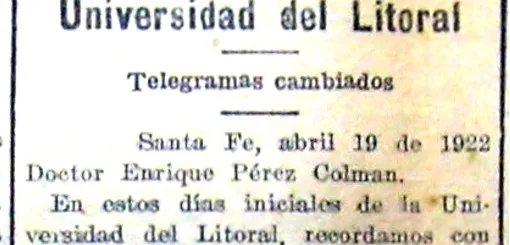 Universidad del Litoral
Telegramas cambiados
Santa Fe, abril 19 de 1922
Doctor Enrique Pérez Colman.
En estos días iniciales de la Uni-
versidad del Litoral, recordamos con